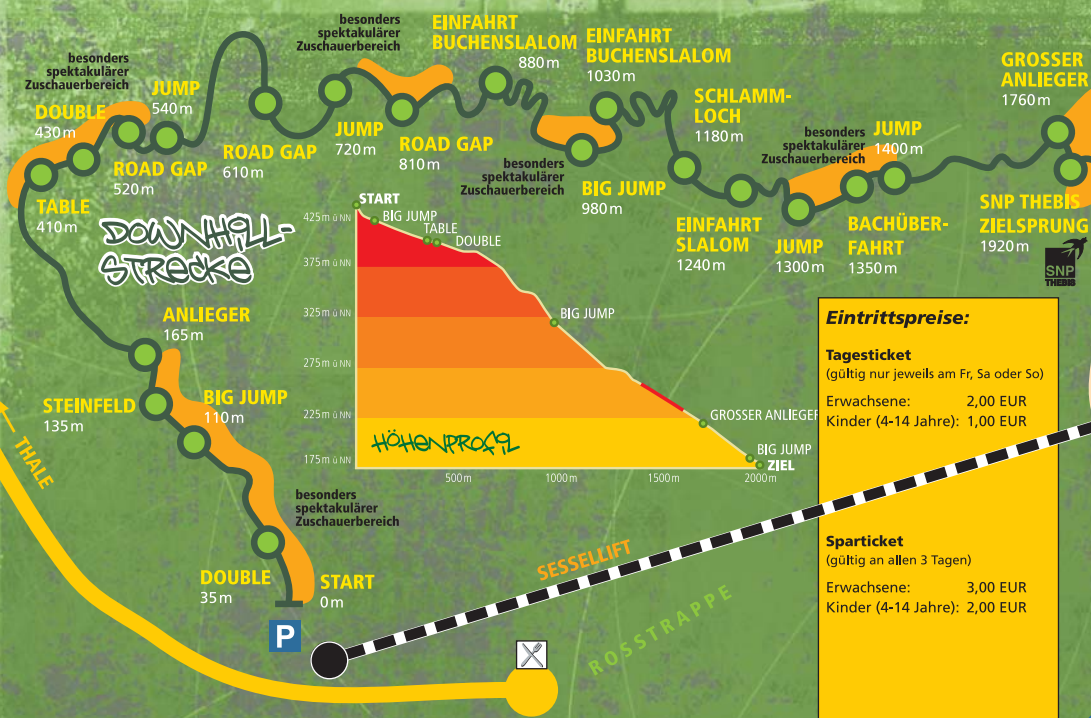 besonders
spektakulärer
Zuschauerbereich
DOUBLE
430 m
JUMP
540 m
ROAD GAP
520 m
TABLE
410 m
ROAD GAP
610 m
besonders
spektakulärer
Zuschauerbereich
JUMP
720 m
ROAD GAP
810 m
EINFAHRT
BUCHENSLALOM
880 m
EINFAHRT
BUCHENSLALOM
1030 m
besonders
spektakulärer
Zuschauerbereich
BIG JUMP
980 m
SCHLAMM-
LOCH
1180 m
EINFAHRT
SLALOM
1240 m
besonders
spektakulärer
Zuschauerbereich
JUMP
1400 m
JUMP
1300 m
BACHÜBER-
FAHRT
1350 m
GROSSER
ANLIEGER
1760 m
SNP THEBIS
ZIELSPRUNG
1920 m
SNP
THEBIS
DOWNHILL-
STRECKE
ANLIEGER
165 m
STEINFELD
135 m
BIG JUMP
110 m
besonders
spektakulärer
Zuschauerbereich
DOUBLE
35 m
START
0 m
P
THALE
SESSELLIFT
ROSSTRAPPE
START
425 m ü NN
BIG JUMP
TABLE
DOUBLE
375 m ü NN
325 m ü NN
BIG JUMP
275 m ü NN
225 m ü NN
GROSSER ANLIEGER
HÖHENPROFIL
BIG JUMP
175 m ü NN
ZIEL
500 m
1000 m
1500 m
2000 m
Eintrittspreise:
Tagesticket
(gültig nur jeweils am Fr, Sa oder So)
Erwachsene: 2,00 EUR
Kinder (4-14 Jahre): 1,00 EUR
Sparticket
(gültig an allen 3 Tagen)
Erwachsene: 3,00 EUR
Kinder (4-14 Jahre): 2,00 EUR